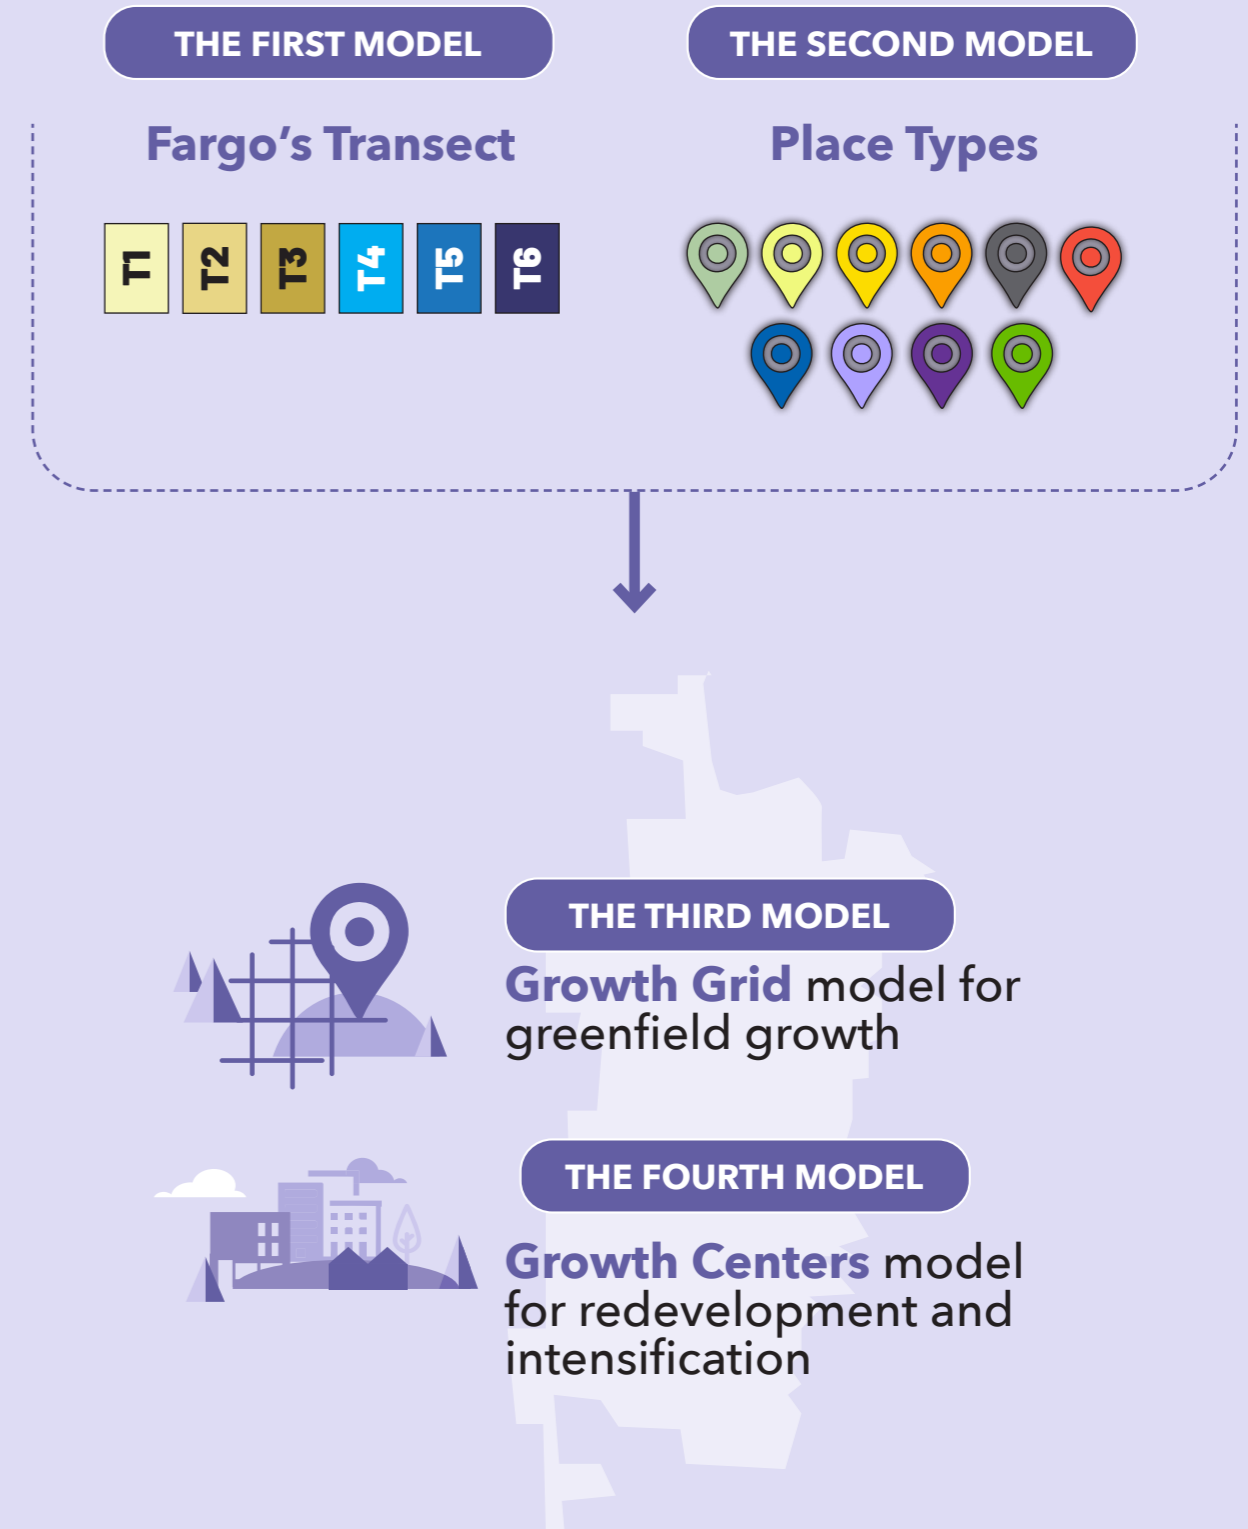 THE FIRST MODEL
THE SECOND MODEL
Fargo’s Transect
Place Types
T1
T2
T3
T4
T5
T6
THE THIRD MODEL
Growth Grid model for
greenfield growth
THE FOURTH MODEL
Growth Centers model
for redevelopment and
intensification